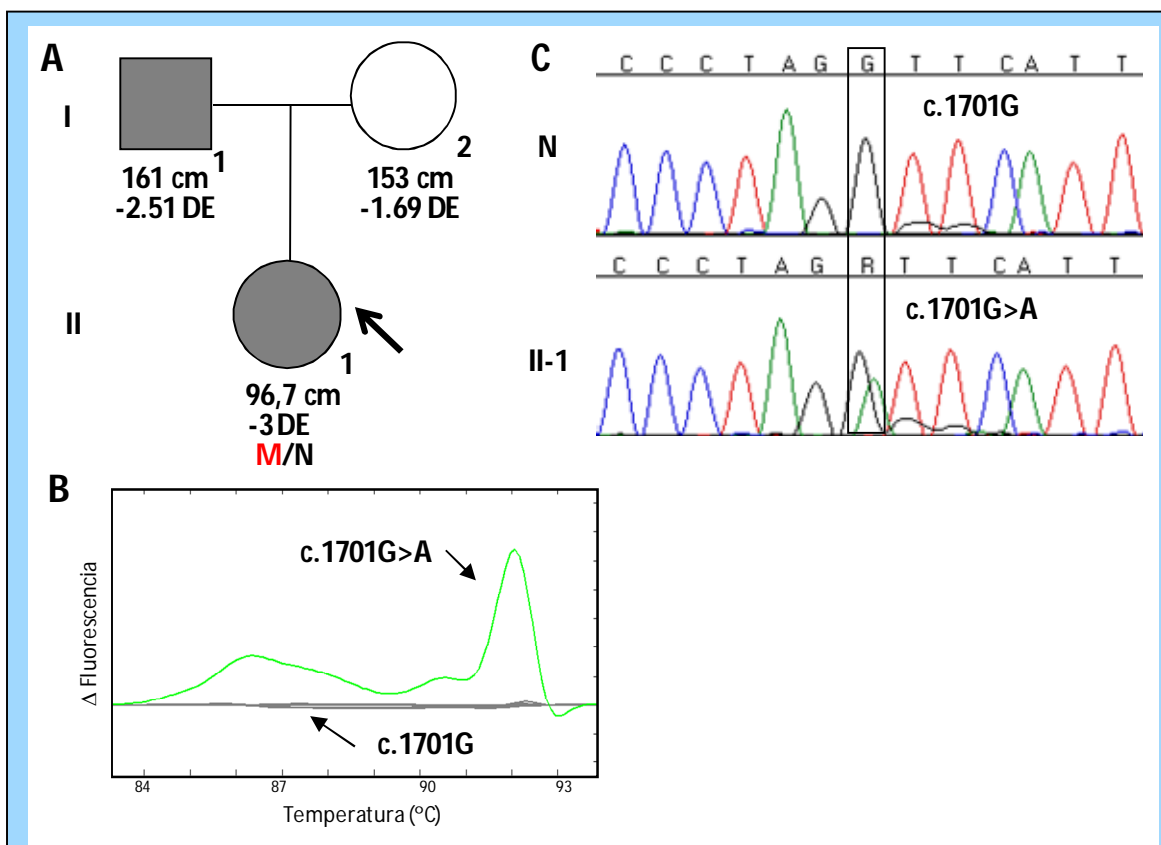 A
I
1
161 cm
-2.51 DE
2
153 cm
-1.69 DE
II
1
96,7 cm
-3 DE
M/N
B
c.1701G>A
c.1701G
Δ Fluorescencia
84 87 90 93
Temperatura (ºC)
C
C C C T A G G T T C A T T
c.1701G
N
C C C T A G R T T C A T T
c.1701G>A
II-1